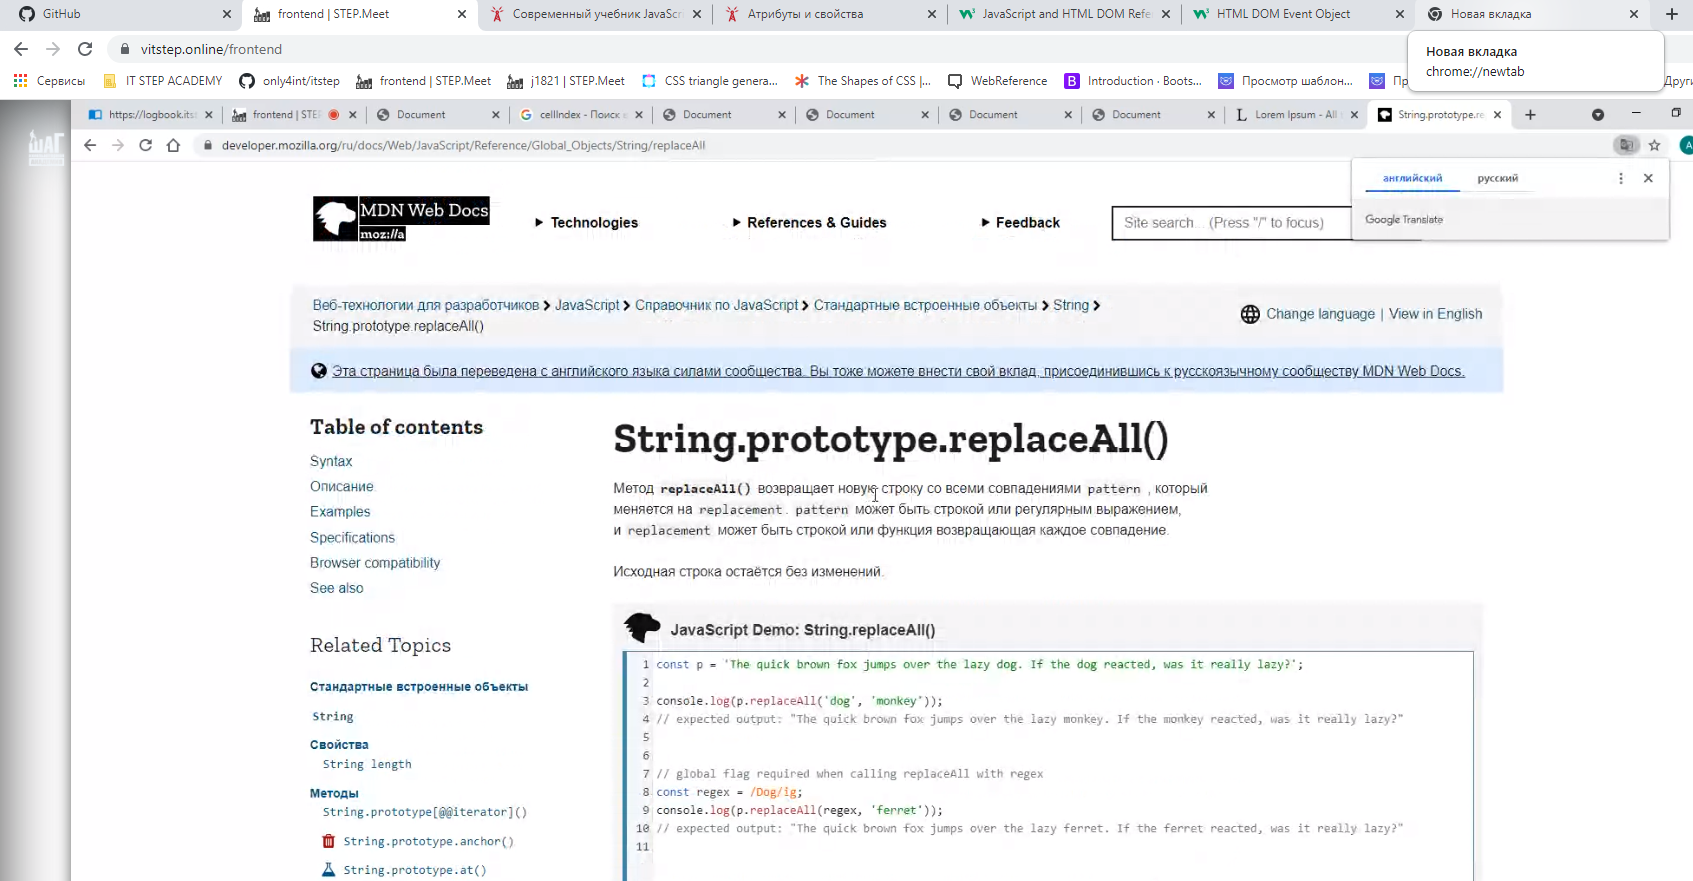 GitHub
frontend | STEP.Meet
Современный учебник JavaSc
Атрибуты и свойства
JavaScript and HTML DOM Refe
HTML DOM Event Object
Новая вкладка
vitstep.online/frontend
Новая вкладка
chrome://newtab
Сервисы
IT STEP ACADEMY
only4int/itstep
frontend | STEP.Meet
j1821 | STEP.Meet
CSS triangle genera...
The Shapes of CSS |...
WebReference
Introduction · Boots...
Просмотр шаблон...
Пр
Други
ШАГ
https://logbook.its
frontend | STE
Document
cellIndex - Поиск в
Document
Document
Document
Document
Lorem Ipsum - All
String.prototype.re
developer.mozilla.org/ru/docs/Web/JavaScript/Reference/Global_Objects/String/replaceAll
английский
русский
Google Translate
MDN Web Docs
moz://a
Technologies
References & Guides
Feedback
Site search... (Press "/" to focus)
Веб-технологии для разработчиков > JavaScript > Справочник по JavaScript > Стандартные встроенные объекты > String >
String.prototype.replaceAll()
Change language | View in English
Эта страница была переведена с английского языка силами сообщества. Вы тоже можете внести свой вклад, присоединившись к русскоязычному сообществу MDN Web Docs.
Table of contents
Syntax
Описание
Examples
Specifications
Browser compatibility
See also
Related Topics
Стандартные встроенные объекты
String
Свойства
String length
Методы
String.prototype[@@iterator]()
String.prototype.anchor()
String.prototype.at()
String.prototype.replaceAll()
Метод replaceAll() возвращает новую строку со всеми совпадениями pattern , который
меняется на replacement. pattern может быть строкой или регулярным выражением,
и replacement может быть строкой или функция возвращающая каждое совпадение.
Исходная строка остаётся без изменений.
JavaScript Demo: String.replaceAll()
1 const p = 'The quick brown fox jumps over the lazy dog. If the dog reacted, was it really lazy?';
2
3 console.log(p.replaceAll('dog', 'monkey'));
4 // expected output: "The quick brown fox jumps over the lazy monkey. If the monkey reacted, was it really lazy?"
5
6
7 // global flag required when calling replaceAll with regex
8 const regex = /Dog/ig;
9 console.log(p.replaceAll(regex, 'ferret'));
10 // expected output: "The quick brown fox jumps over the lazy ferret. If the ferret reacted, was it really lazy?"
11